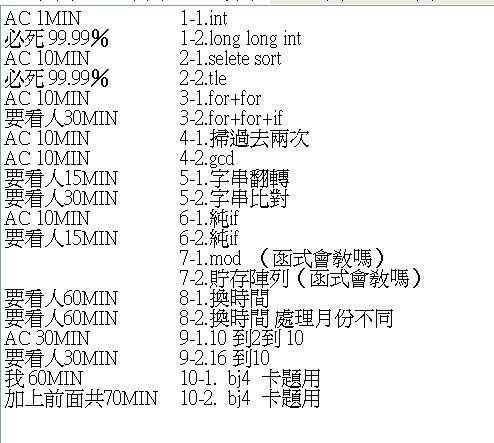 AC 1MIN 1-1.int
必死 99.99% 1-2.long long int
AC 10MIN 2-1.selete sort
必死 99.99% 2-2.tle
AC 10MIN 3-1.for+for
要看人30MIN 3-2.for+for+if
AC 10MIN 4-1.掃過去兩次
AC 10MIN 4-2.gcd
要看人15MIN 5-1.字串翻轉
要看人30MIN 5-2.字串比對
AC 10MIN 6-1.純if
要看人15MIN 6-2.純if
7-1.mod （函式會教嗎）
7-2.貯存陣列（函式會教嗎）
要看人60MIN 8-1.換時間
要看人60MIN 8-2.換時間 處理月份不同
AC 30MIN 9-1.10 到2到 10
要看人30MIN 9-2.16 到10
我 60MIN 10-1. bj4 卡題用
加上前面共70MIN 10-2. bj4 卡題用